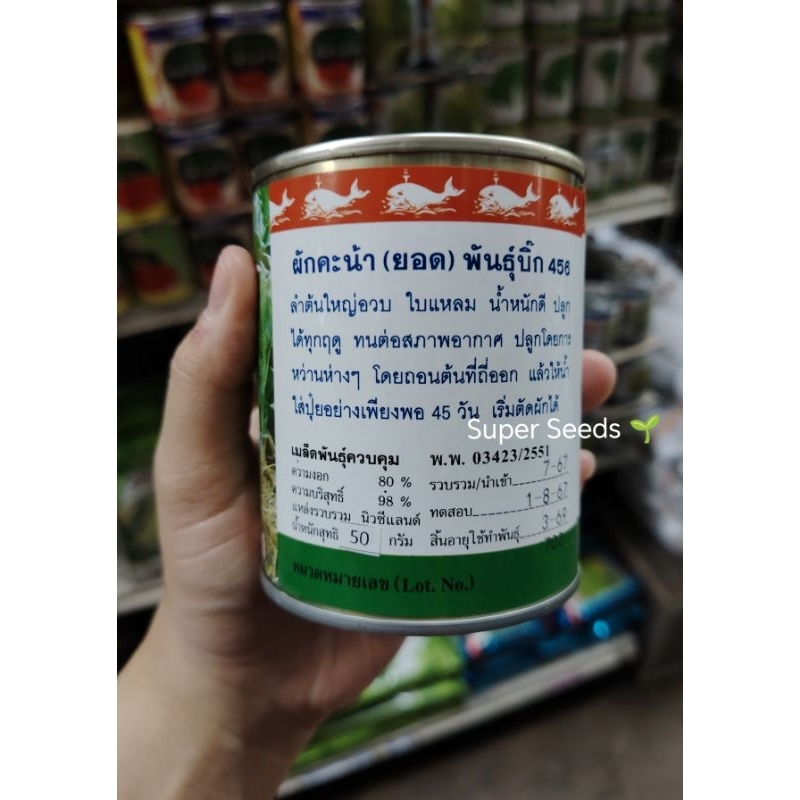 ผักคะน้า (ยอด) พันธุ์บิ๊ก 456
ลำต้นใหญ่อวบ ใบแหลม น้ำหนักดี ปลูก
ได้ทุกฤดู ทนต่อสภาพอากาศ ปลูกโดยการ
หว่านห่างๆ โดยถอนต้นที่ถี่ออก แล้วให้น้ำ
ใส่ปุ๋ยอย่างเพียงพอ 45 วัน เริ่มตัดผักได้
Super Seeds 🌱
เมล็ดพันธุ์ควบคุม พ.พ. 03423/2551
ความงอก 80 % รวบรวม/นำเข้า 7-67
ความบริสุทธิ์ 98 % ทดสอบ 1-8-67
แหล่งรวบรวม นิวซีแลนด์
น้ำหนักสุทธิ 50 กรัม สิ้นอายุใช้ทำพันธุ์ 3-69
หมวดหมายเลข (Lot. No.)